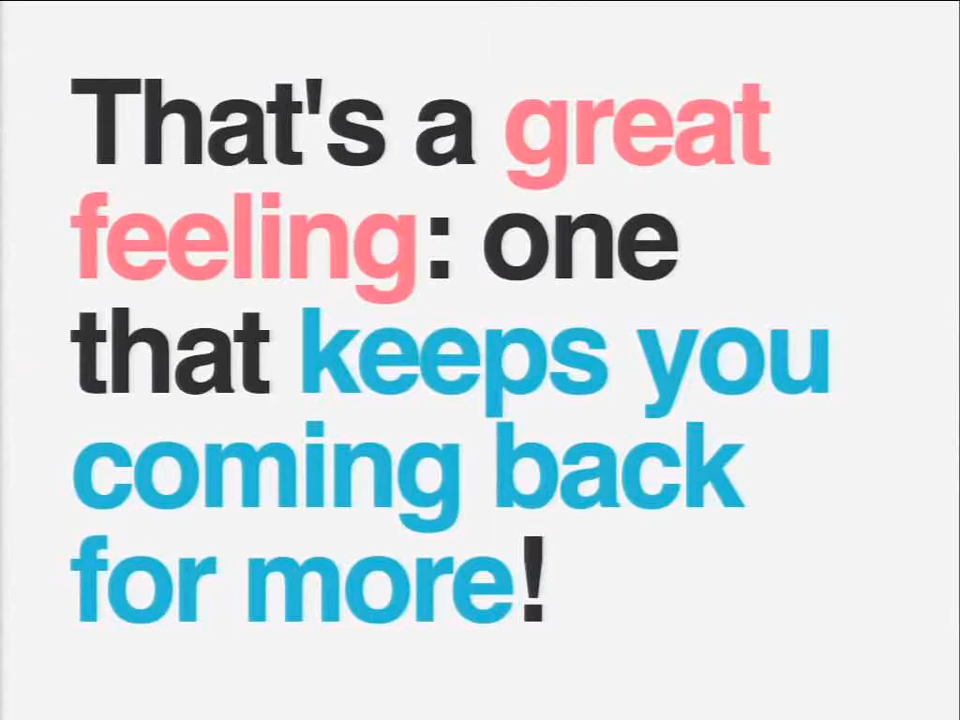 That's a great
feeling: one
that keeps you
coming back
for more!